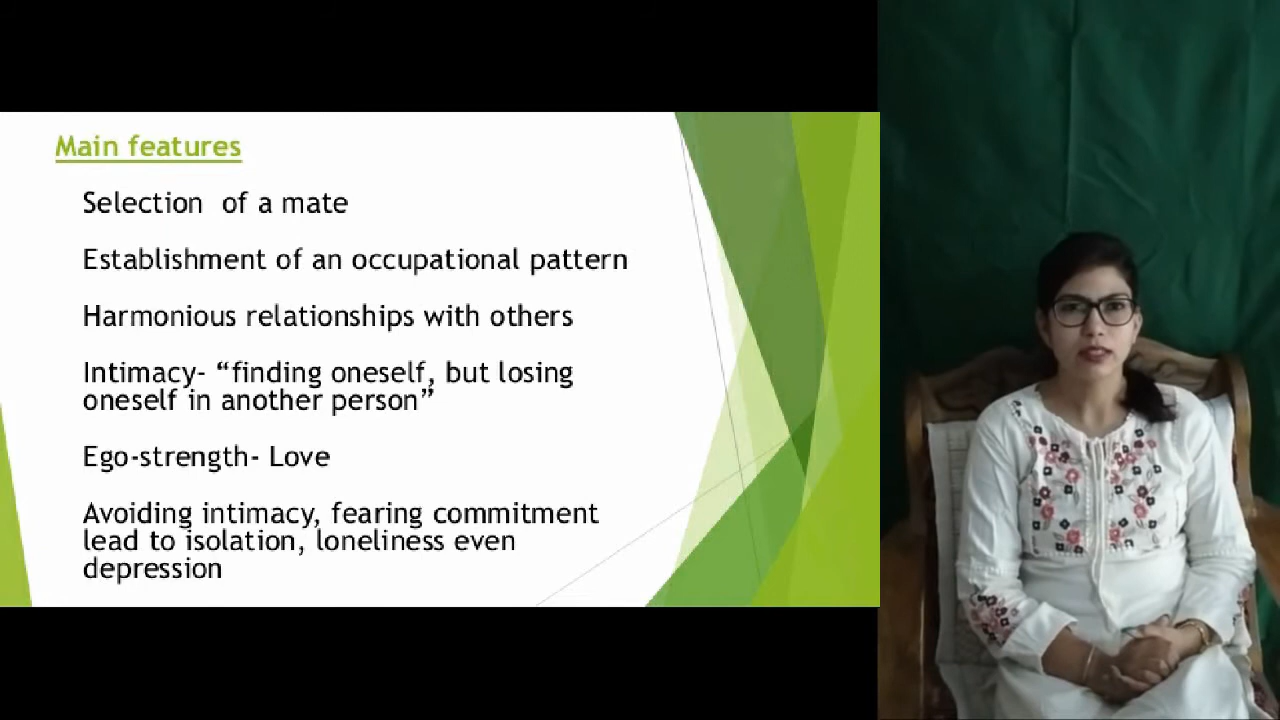 Main features
Selection of a mate
Establishment of an occupational pattern
Harmonious relationships with others
Intimacy- “finding oneself, but losing
oneself in another person”
Ego-strength- Love
Avoiding intimacy, fearing commitment
lead to isolation, loneliness even
depression